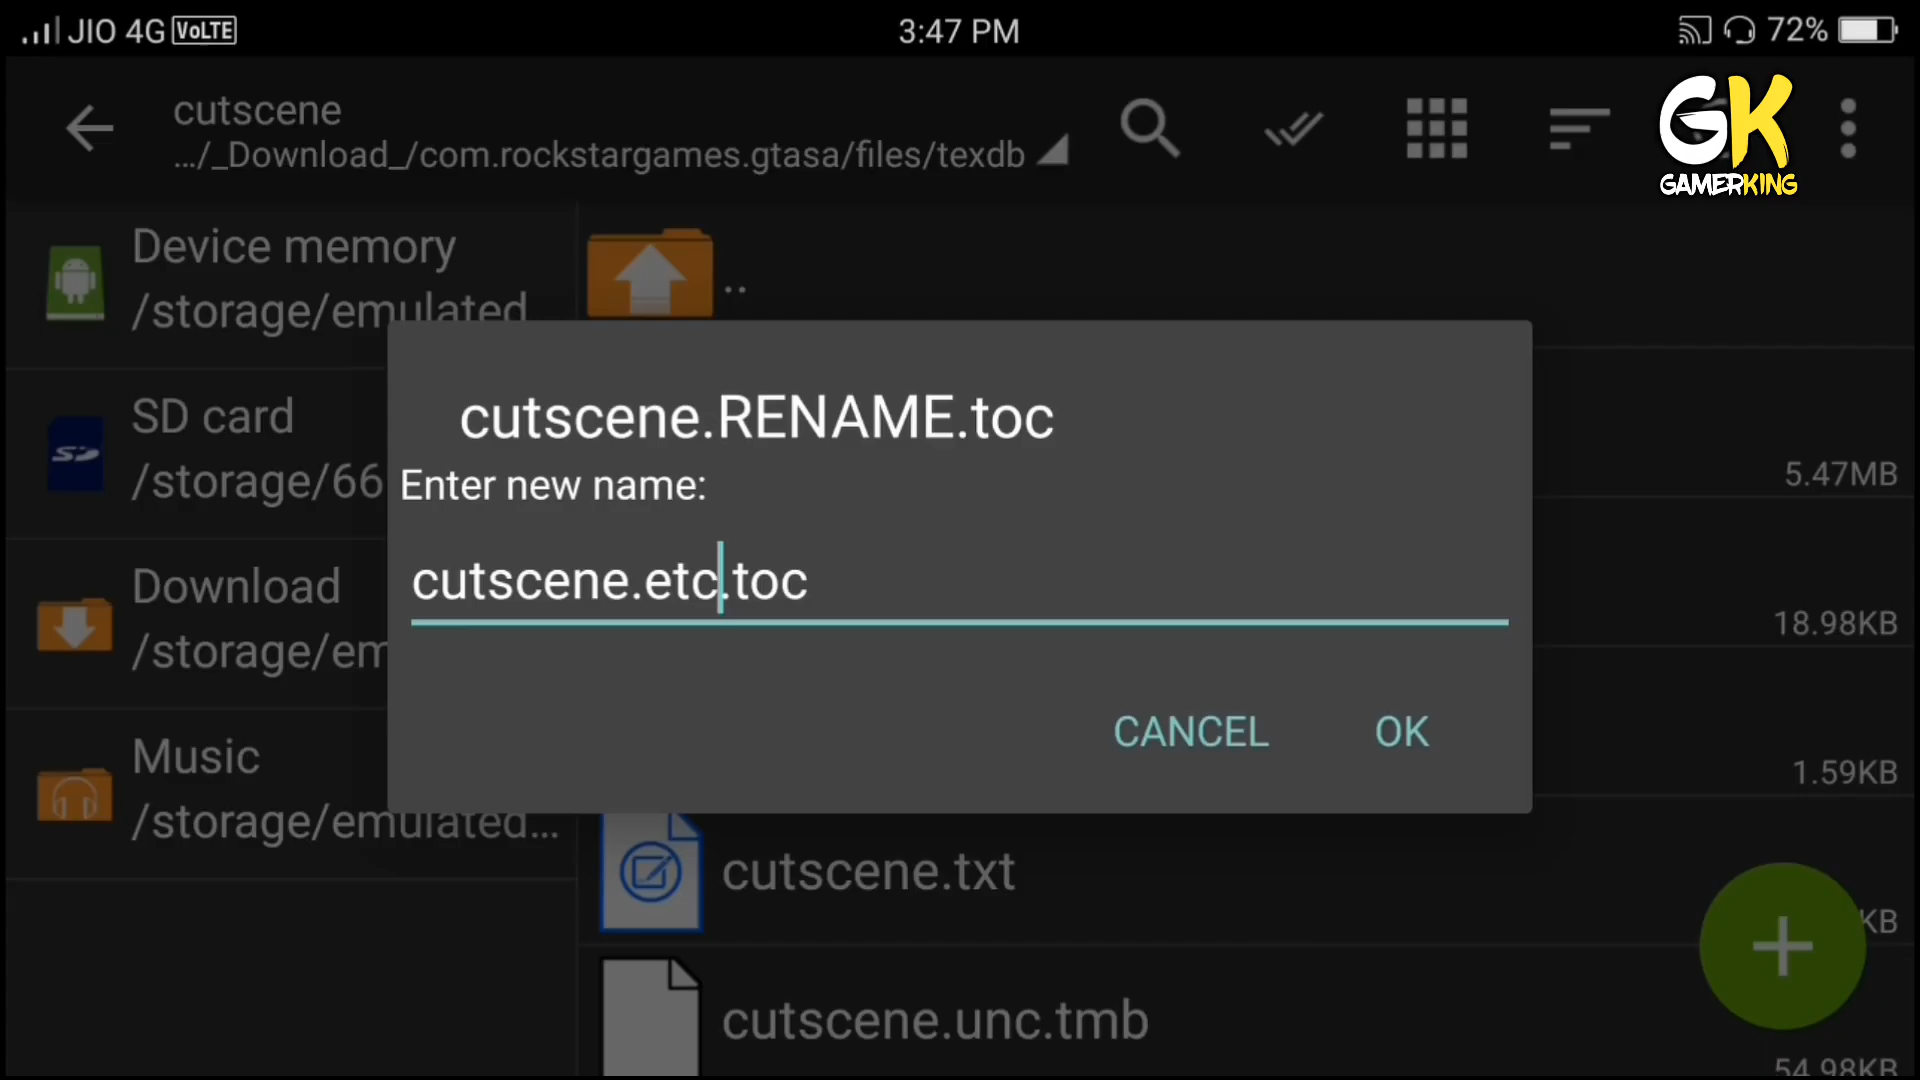 JIO 4G VoLTE
3:47 PM
72%
cutscene
.../_Download_/com.rockstargames.gtasa/files/texdb
GK
GAMERKING
Device memory
/storage/emulated
..
SD card
/storage/66
Download
/storage/em
Music
/storage/emulated...
cutscene.RENAME.toc
Enter new name:
cutscene.etc.toc
CANCEL
OK
5.47MB
18.98KB
1.59KB
cutscene.txt
KB
cutscene.unc.tmb
54.98KB